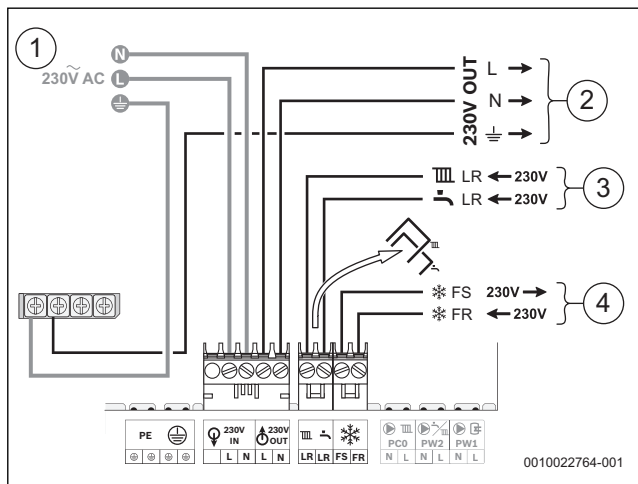 1
N
230V AC L
230V OUT
L
N
2
LR 230V
LR 230V
3
FS 230V
FR 230V
4
PE
230V IN
L N
230V OUT
L N
LR LR FS FR
PC0
N L
PW2
N L
PW1
N L
0010022764-001